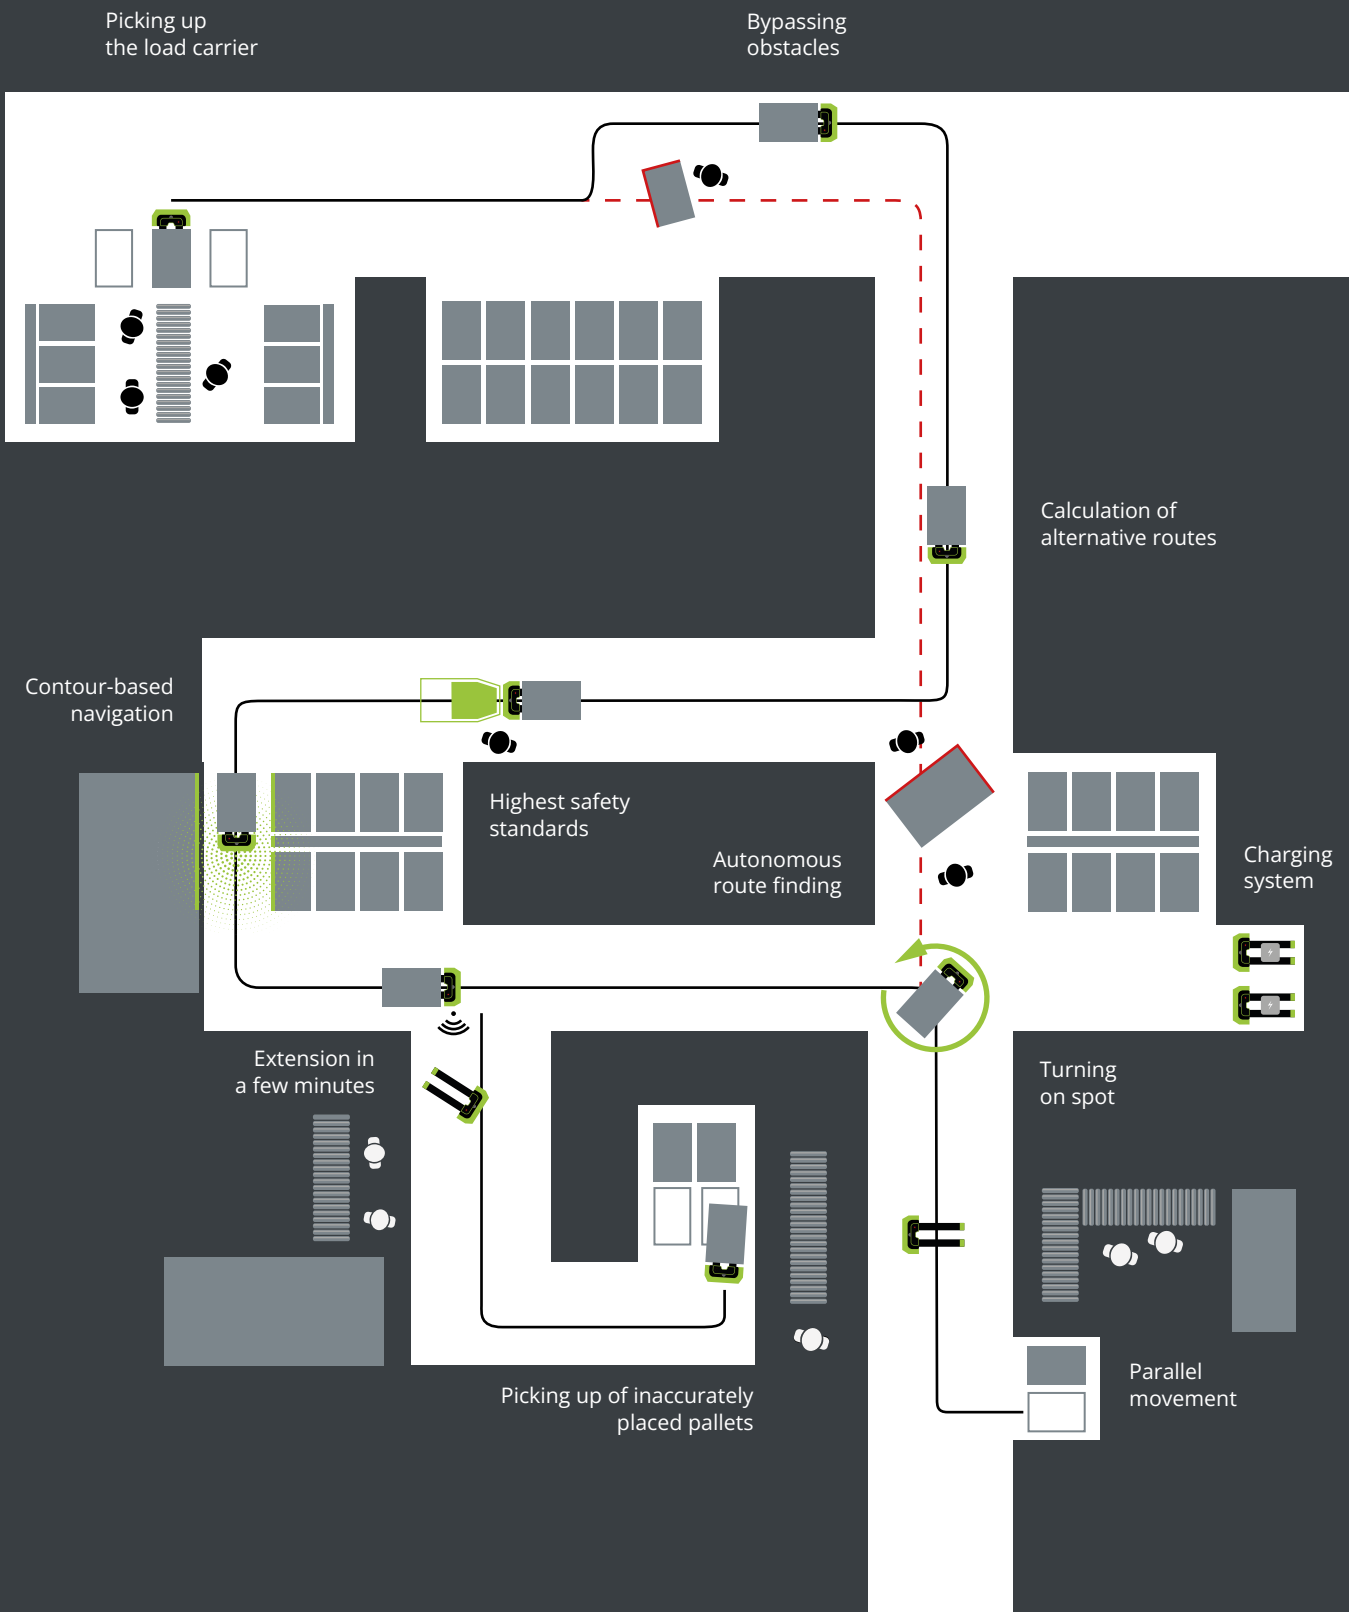 Picking up
the load carrier
Bypassing
obstacles
Calculation of
alternative routes
Contour-based
navigation
Highest safety
standards
Autonomous
route finding
Charging
system
Extension in
a few minutes
Turning
on spot
Parallel
movement
Picking up of inaccurately
placed pallets